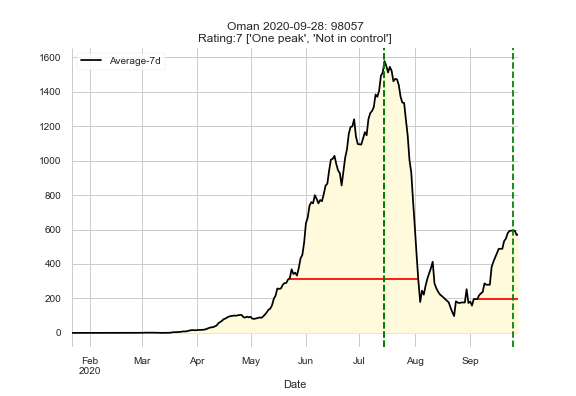 Oman 2020-09-28: 98057
Rating:7 ['One peak', 'Not in control']
Average-7d
1600
1400
1200
1000
800
600
400
200
0
Feb Mar Apr May Jun Jul Aug Sep
2020
Date